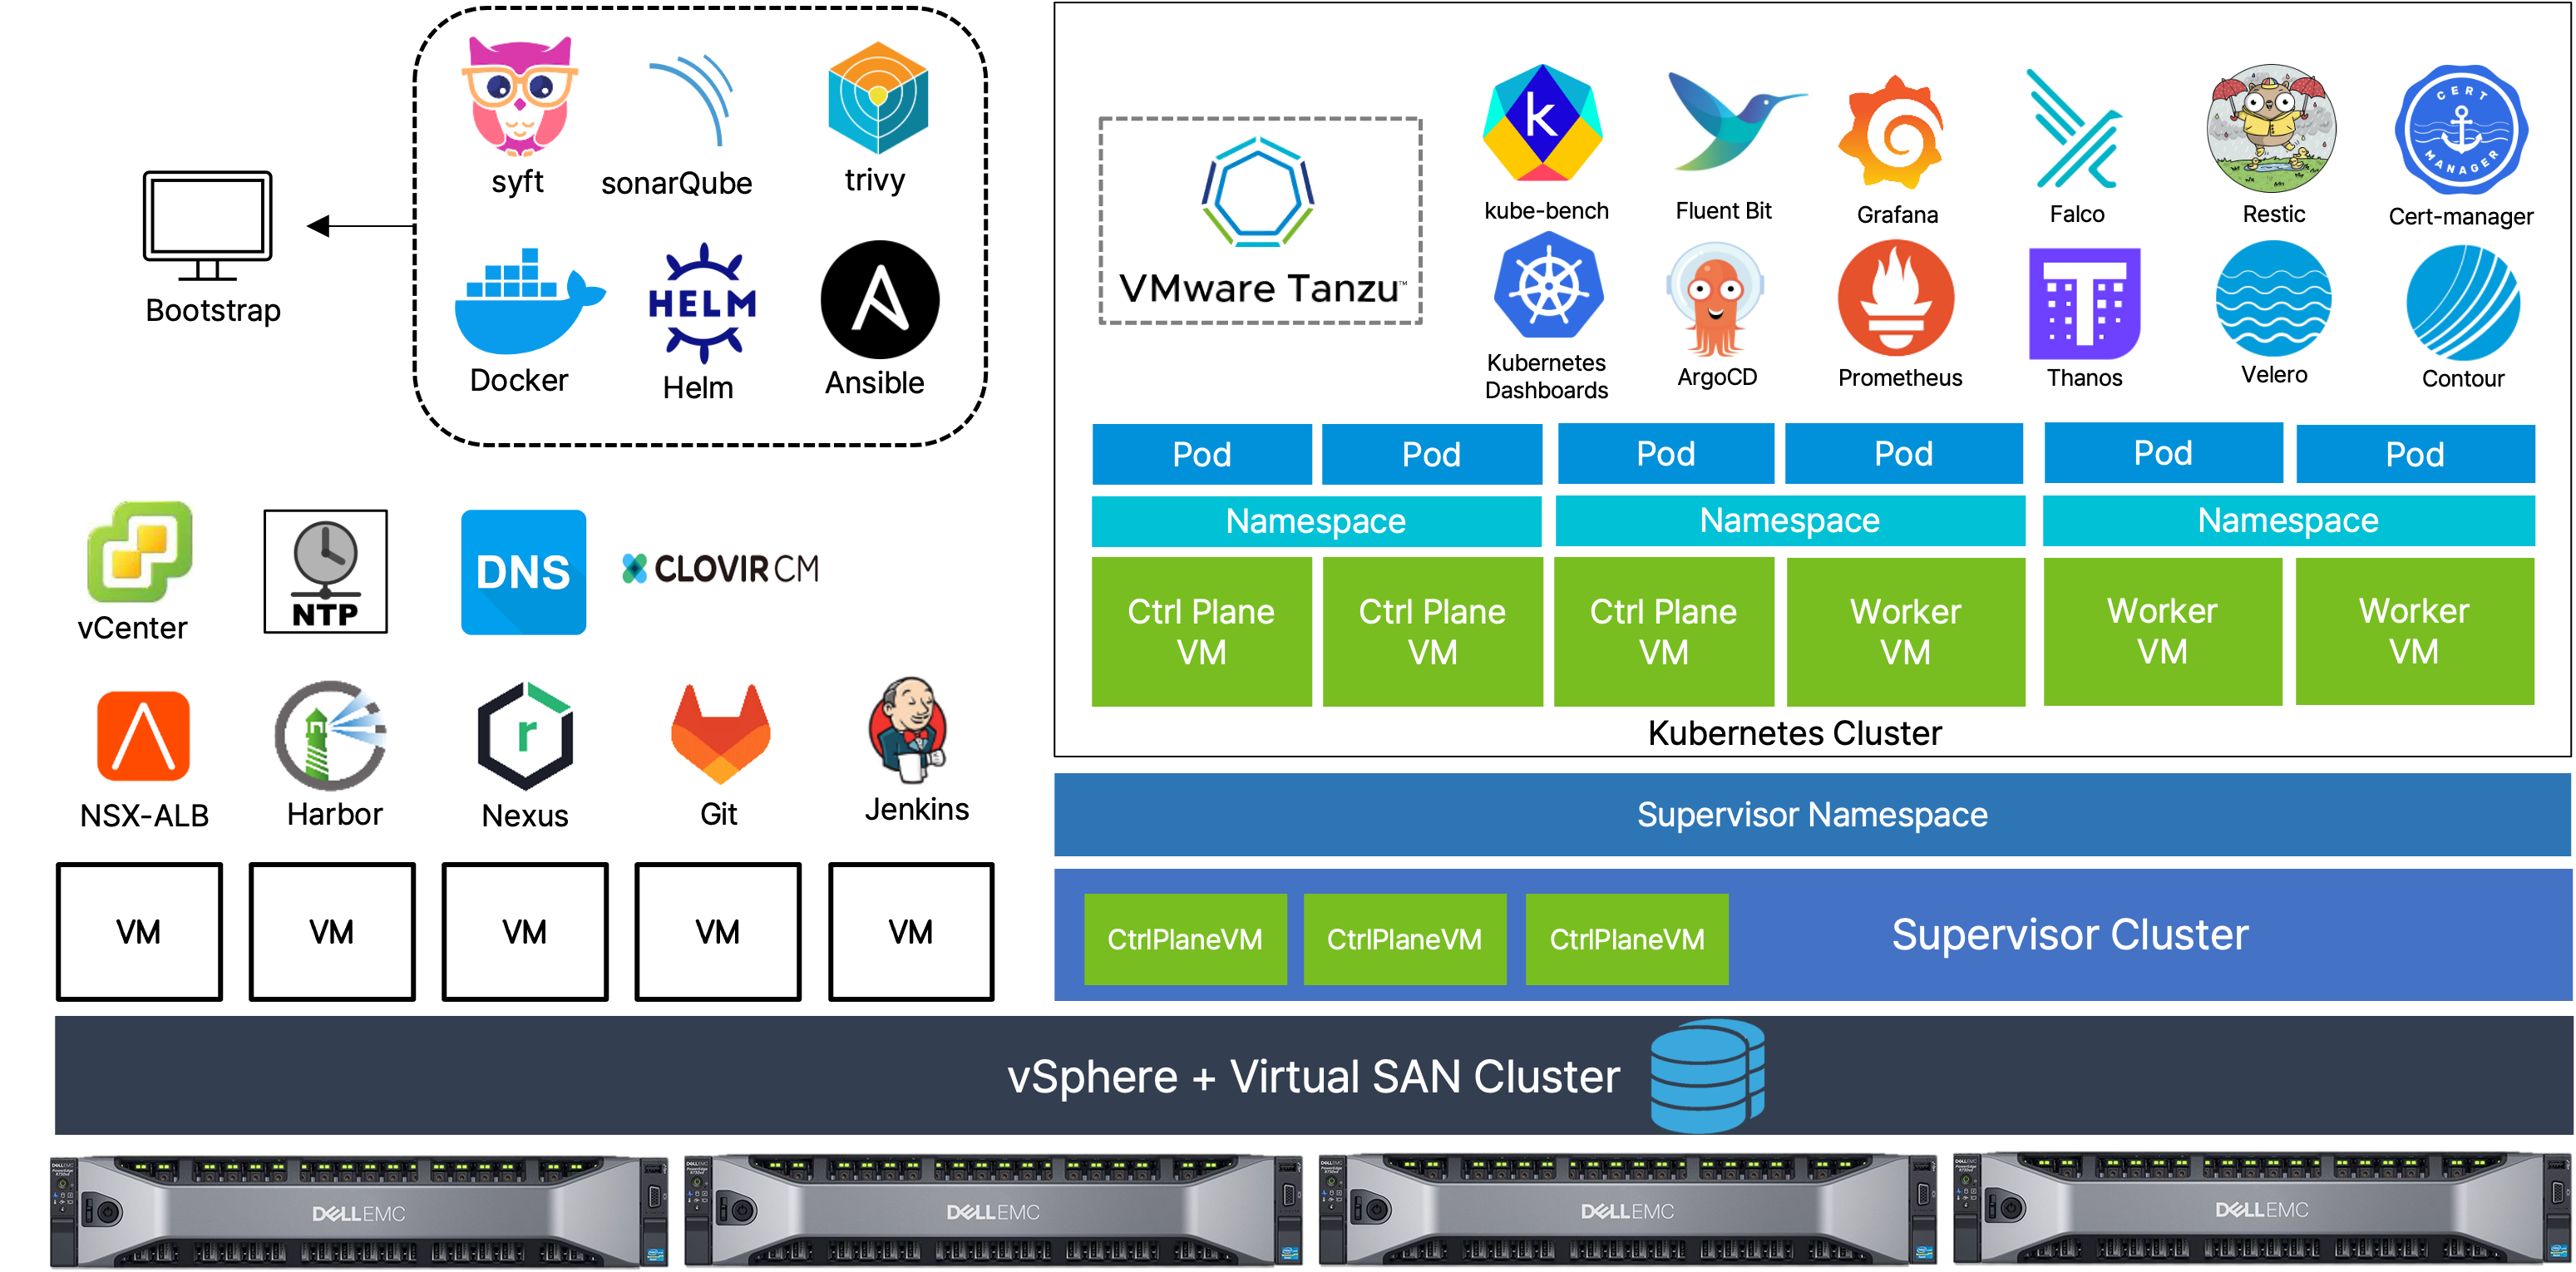 syft
sonarQube
trivy
Bootstrap
HELM
Docker
Helm
Ansible
vCenter
NTP
DNS
CLOVIR CM
NSX-ALB
Harbor
r
Nexus
Git
Jenkins
VM
VM
VM
VM
VM
VMware Tanzu™
k
kube-bench
Fluent Bit
Grafana
Falco
Restic
CERT
MANAGER
Cert-manager
Kubernetes
Dashboards
ArgoCD
Prometheus
T
Thanos
Velero
Contour
Pod
Pod
Pod
Pod
Pod
Pod
Namespace
Namespace
Namespace
Ctrl Plane
VM
Ctrl Plane
VM
Ctrl Plane
VM
Worker
VM
Worker
VM
Worker
VM
Kubernetes Cluster
Supervisor Namespace
CtrlPlaneVM
CtrlPlaneVM
CtrlPlaneVM
Supervisor Cluster
vSphere + Virtual SAN Cluster
DELLEMC
DELLEMC
DELLEMC
DELLEMC